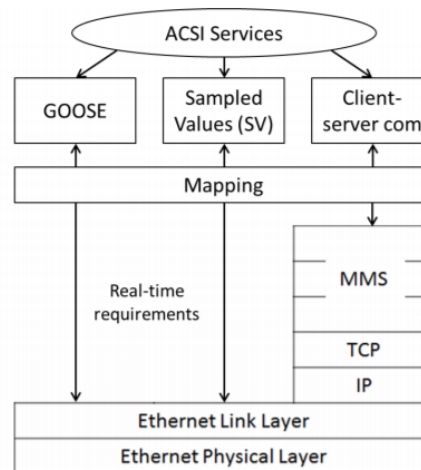 ACSI Services
GOOSE
Sampled
Values (SV)
Client-
server com
Mapping
Real-time
requirements
MMS
TCP
IP
Ethernet Link Layer
Ethernet Physical Layer